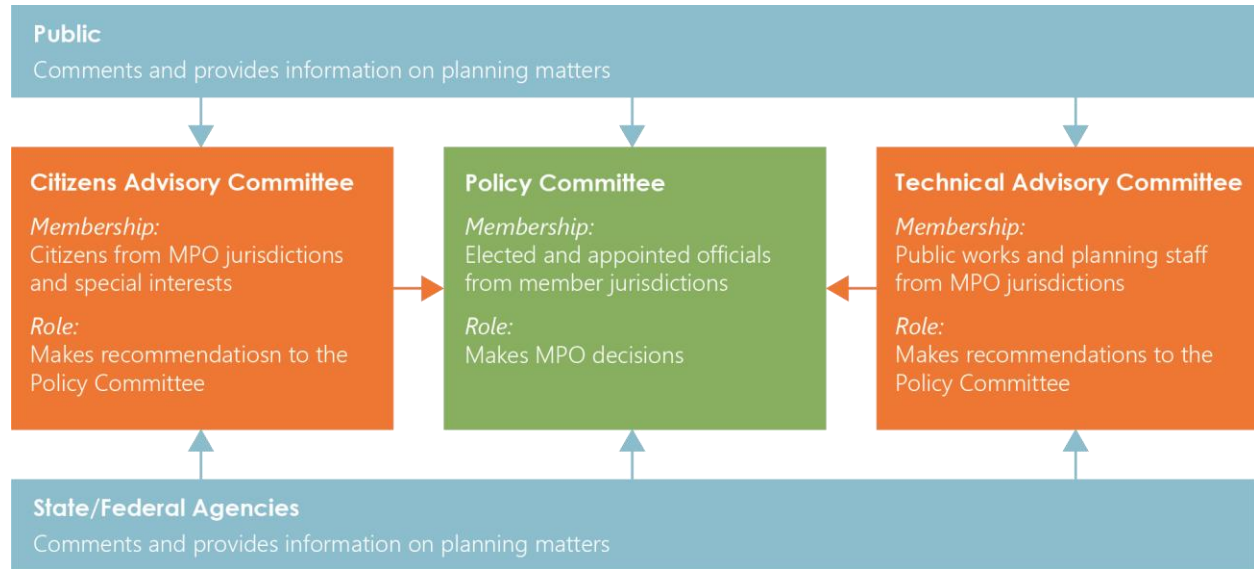 Public
Comments and provides information on planning matters
Citizens Advisory Committee
Membership:
Citizens from MPO jurisdictions
and special interests
Role:
Makes recommendatiosn to the
Policy Committee
Policy Committee
Membership:
Elected and appointed officials
from member jurisdictions
Role:
Makes MPO decisions
Technical Advisory Committee
Membership:
Public works and planning staff
from MPO jurisdictions
Role:
Makes recommendations to the
Policy Committee
State/Federal Agencies
Comments and provides information on planning matters